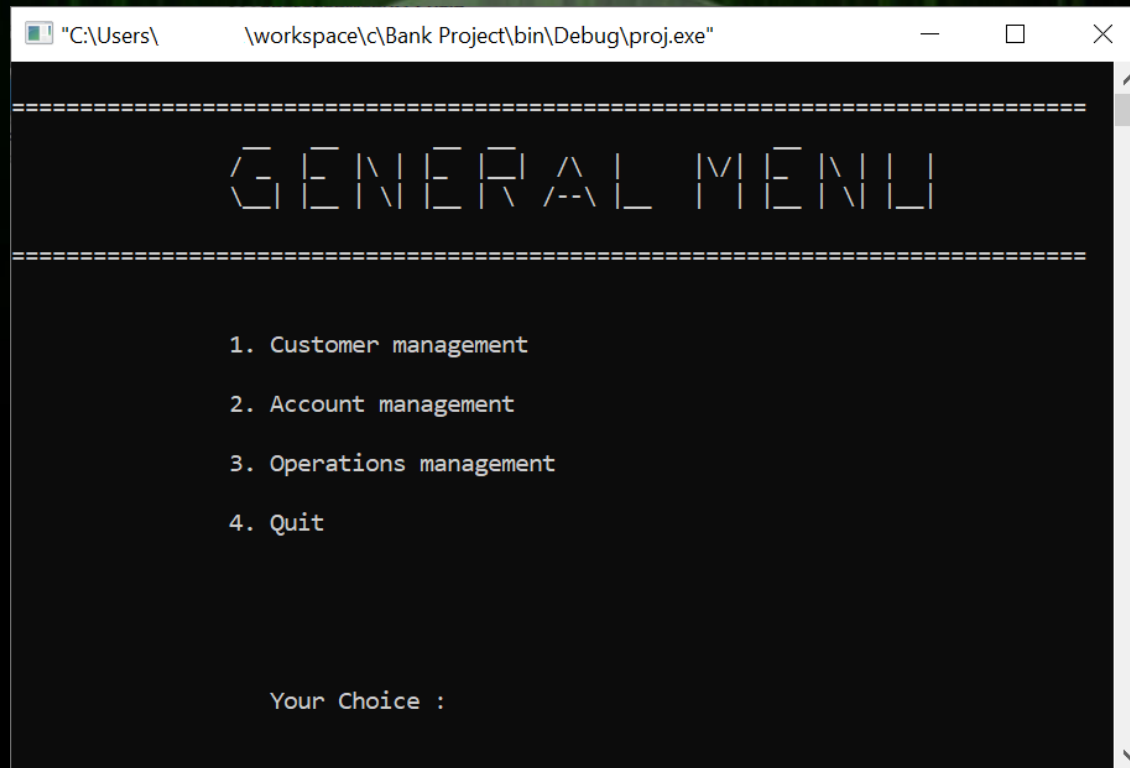 "C:\Users\ \workspace\c\Bank Project\bin\Debug\proj.exe"
===============================================================================
GENERAL MENU
===============================================================================
1. Customer management
2. Account management
3. Operations management
4. Quit
Your Choice :